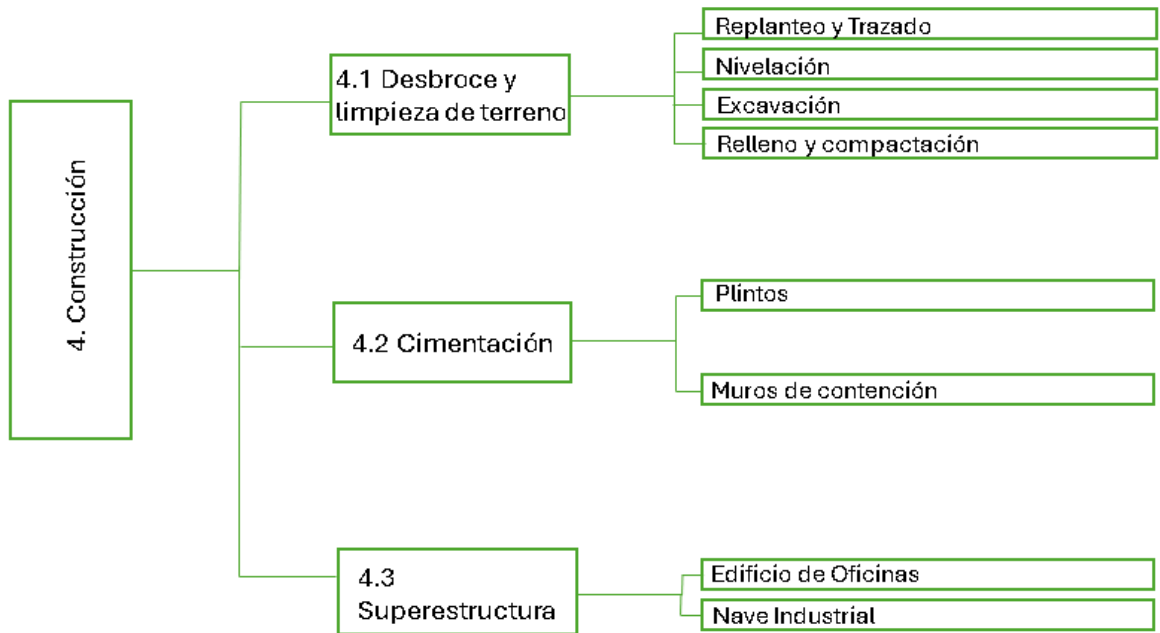 4. Construcción
4.1 Desbroce y
limpieza de terreno
Replanteo y Trazado
Nivelación
Excavación
Relleno y compactación
4.2 Cimentación
Plintos
Muros de contención
4.3
Superestructura
Edificio de Oficinas
Nave Industrial